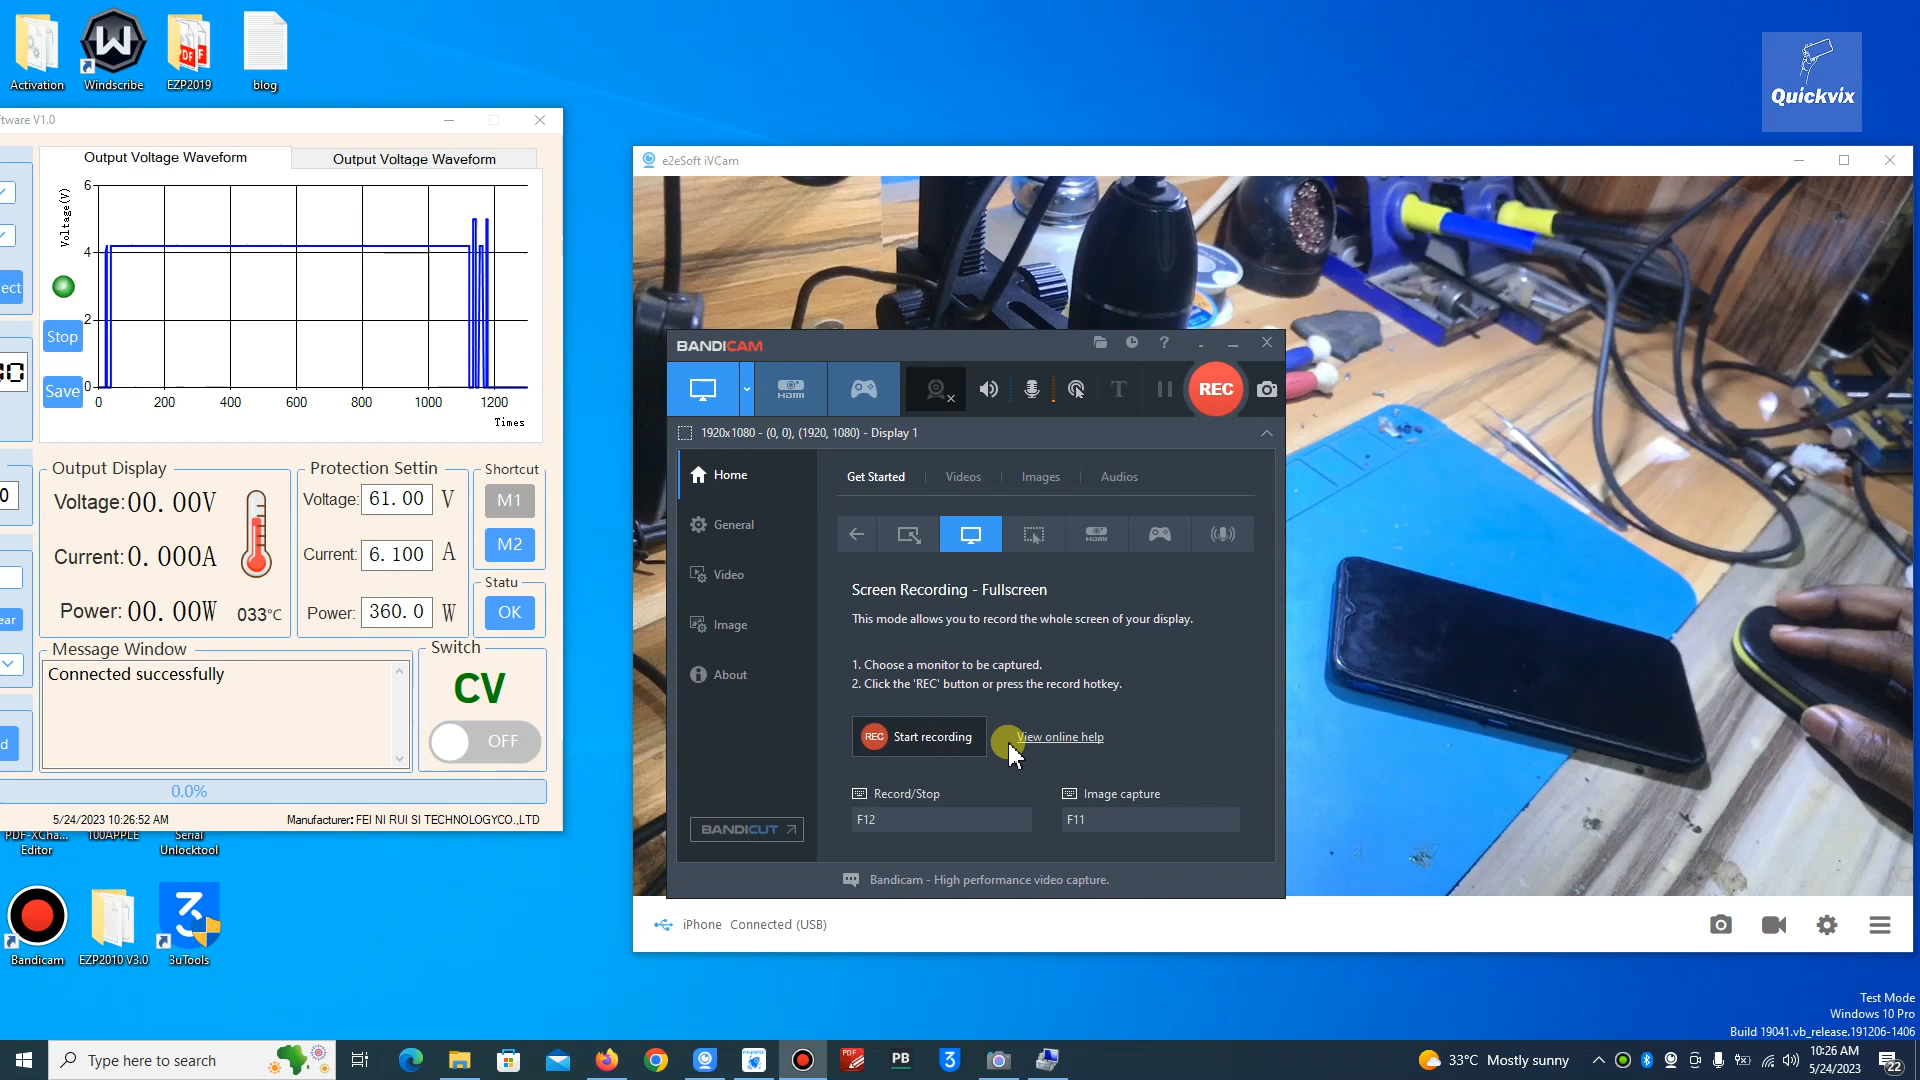 Activation
Windscribe
EZP2019
blog
Quickvix
tware V1.0
Output Voltage Waveform
Output Voltage Waveform
Voltage(V)
6
4
2
0
0 200 400 600 800 1000 1200
Times
ect
Stop
Save
Output Display
Voltage: 00.00V
Current: 0.000A
Power: 00.00W
033℃
Protection Settin
Voltage: 61.00 V
Current: 6.100 A
Power: 360.0 W
Shortcut
M1
M2
Statu
OK
0
ear
d
Message Window
Connected successfully
Switch
CV
OFF
0.0%
5/24/2023 10:26:52 AM
Manufacturer: FEI NI RUI SI TECHNOLOGYCO.,LTD
PDF-XCha...
Editor
100APPLE
Serial
Unlocktool
Bandicam
EZP2010 V3.0
3uTools
e2eSoft iVCam
BANDICAM
HDMI
REC
1920x1080 - (0, 0), (1920, 1080) - Display 1
Home
General
Video
Image
About
BANDICUT
Get Started
Videos
Images
Audios
HDMI
Screen Recording - Fullscreen
This mode allows you to record the whole screen of your display.
1. Choose a monitor to be captured.
2. Click the 'REC' button or press the record hotkey.
REC Start recording
View online help
Record/Stop
F12
Image capture
F11
Bandicam - High performance video capture.
iPhone Connected (USB)
Test Mode
Windows 10 Pro
Build 19041.vb_release.191206-1406
Type here to search
PDF
PB
33°C Mostly sunny
10:26 AM
5/24/2023
22